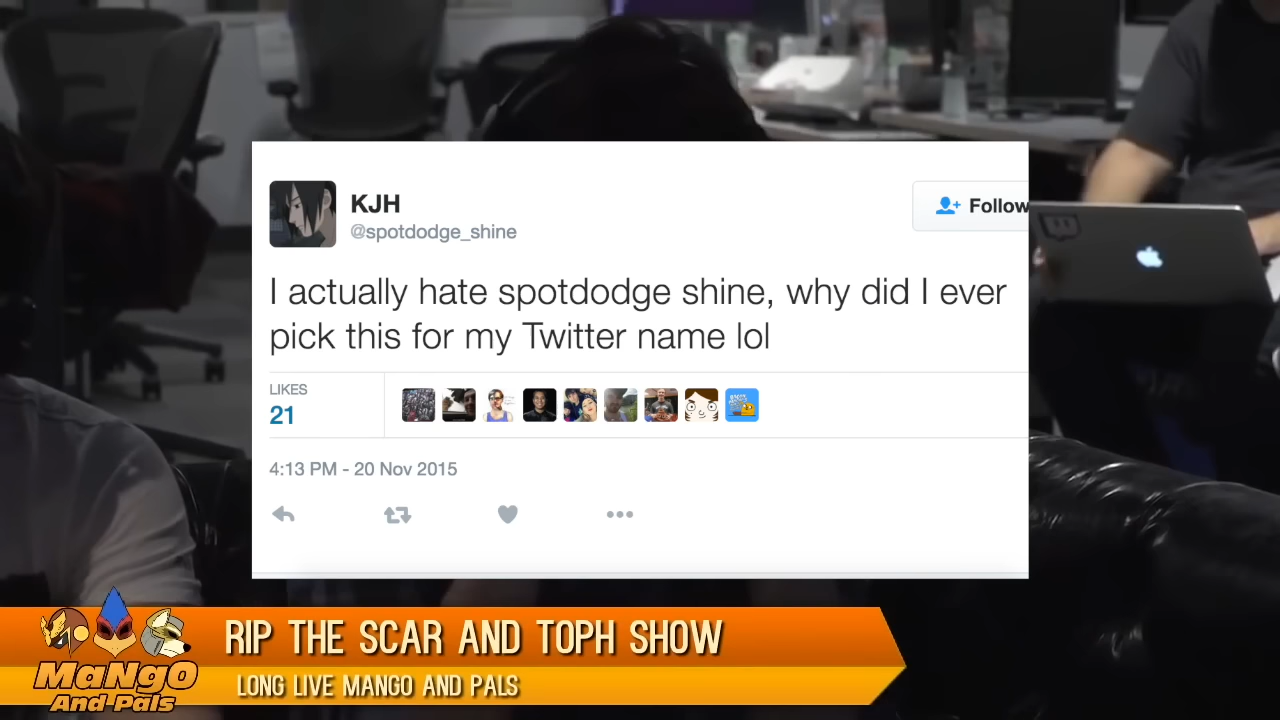 KJH
@spotdodge_shine
Follow
I actually hate spotdodge shine, why did I ever
pick this for my Twitter name lol
LIKES
21
4:13 PM - 20 Nov 2015
RIP THE SCAR AND TOPH SHOW
LONG LIVE MANGO AND PALS
MaNgO
And Pals